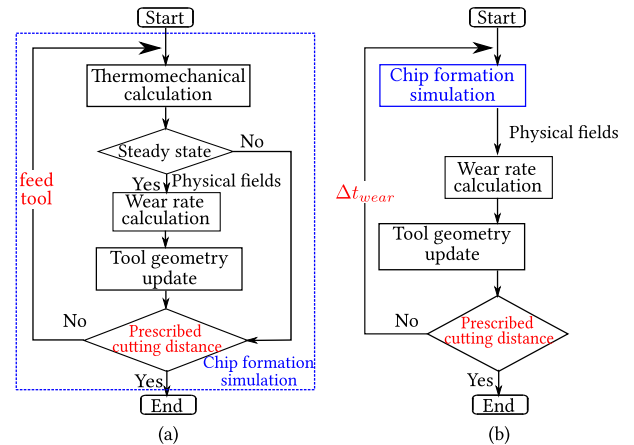 Start
Thermomechanical
calculation
Steady state
No
Yes
Physical fields
Wear rate
calculation
feed
tool
Tool geometry
update
No
Prescribed
cutting distance
Chip formation
simulation
Yes
End
(a)
Start
Chip formation
simulation
Physical fields
Wear rate
calculation
Δt_wear
Tool geometry
update
No
Prescribed
cutting distance
Yes
End
(b)